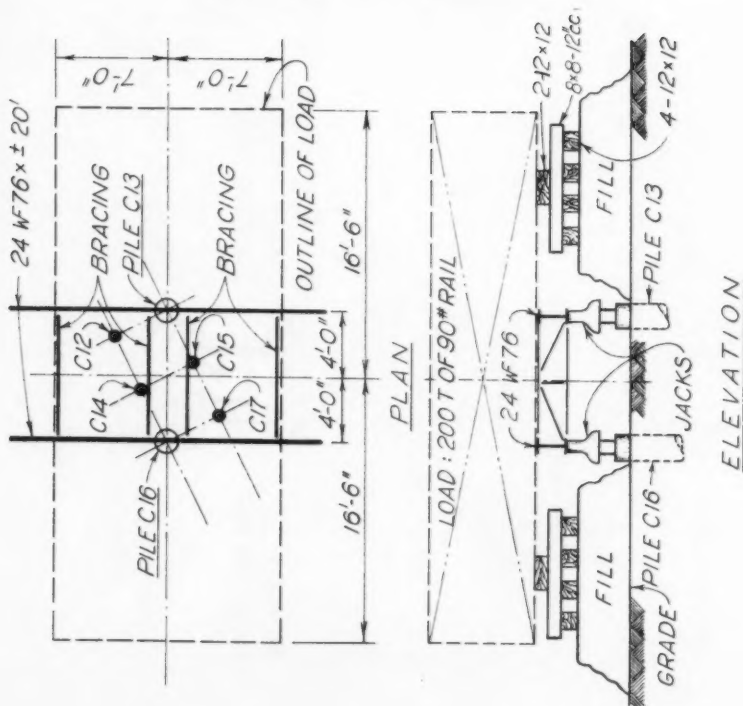 24 WF76 x ± 20'
BRACING
PILE C13
BRACING
OUTLINE OF LOAD
7'-0"
7'-0"
C12
C14
C15
C17
PILE C16
16'-6"
4'-0"
4'-0"
16'-6"
PLAN
LOAD : 200 T OF 90# RAIL
24 WF76
2-12x12
8x8-12"cc.
4-12x12
FILL
FILL
GRADE
PILE C16
JACKS
PILE C13
ELEVATION